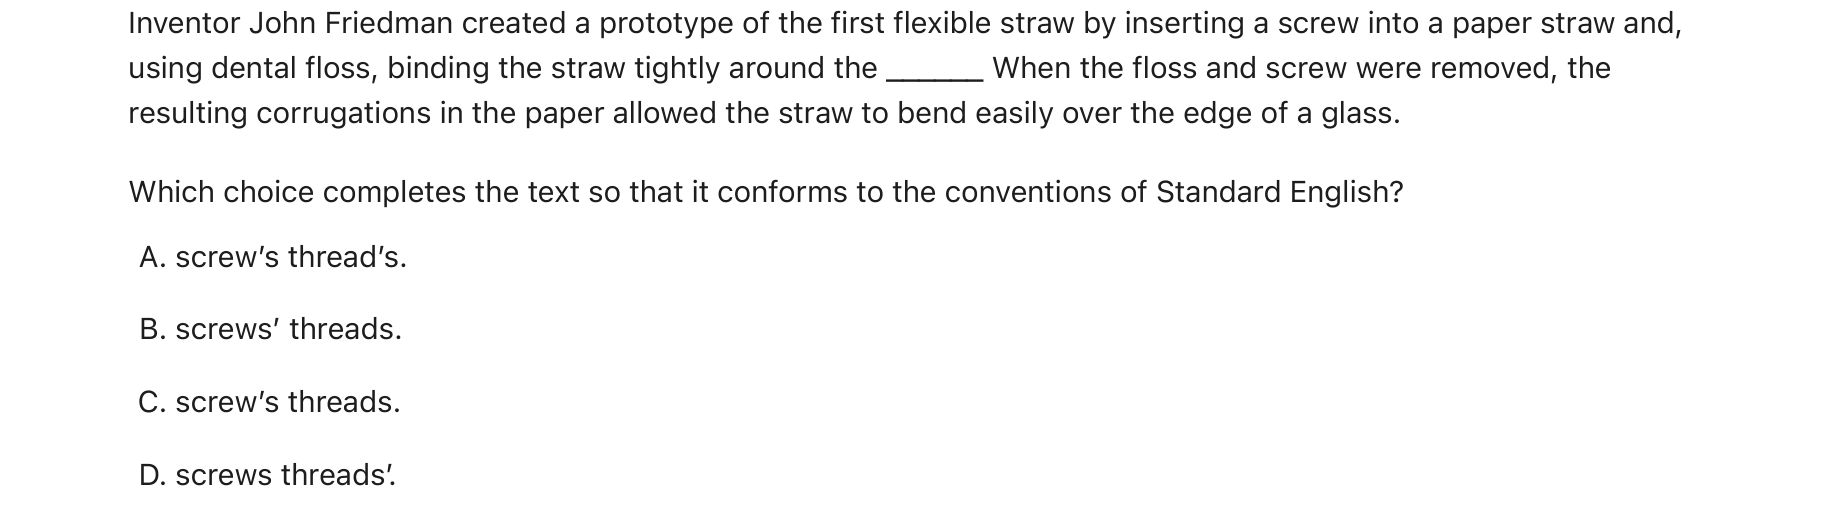 Inventor John Friedman created a prototype of the first flexible straw by inserting a screw into a paper straw and,
using dental floss, binding the straw tightly around the ______ When the floss and screw were removed, the
resulting corrugations in the paper allowed the straw to bend easily over the edge of a glass.
Which choice completes the text so that it conforms to the conventions of Standard English?
A. screw’s thread’s.
B. screws’ threads.
C. screw’s threads.
D. screws threads’.